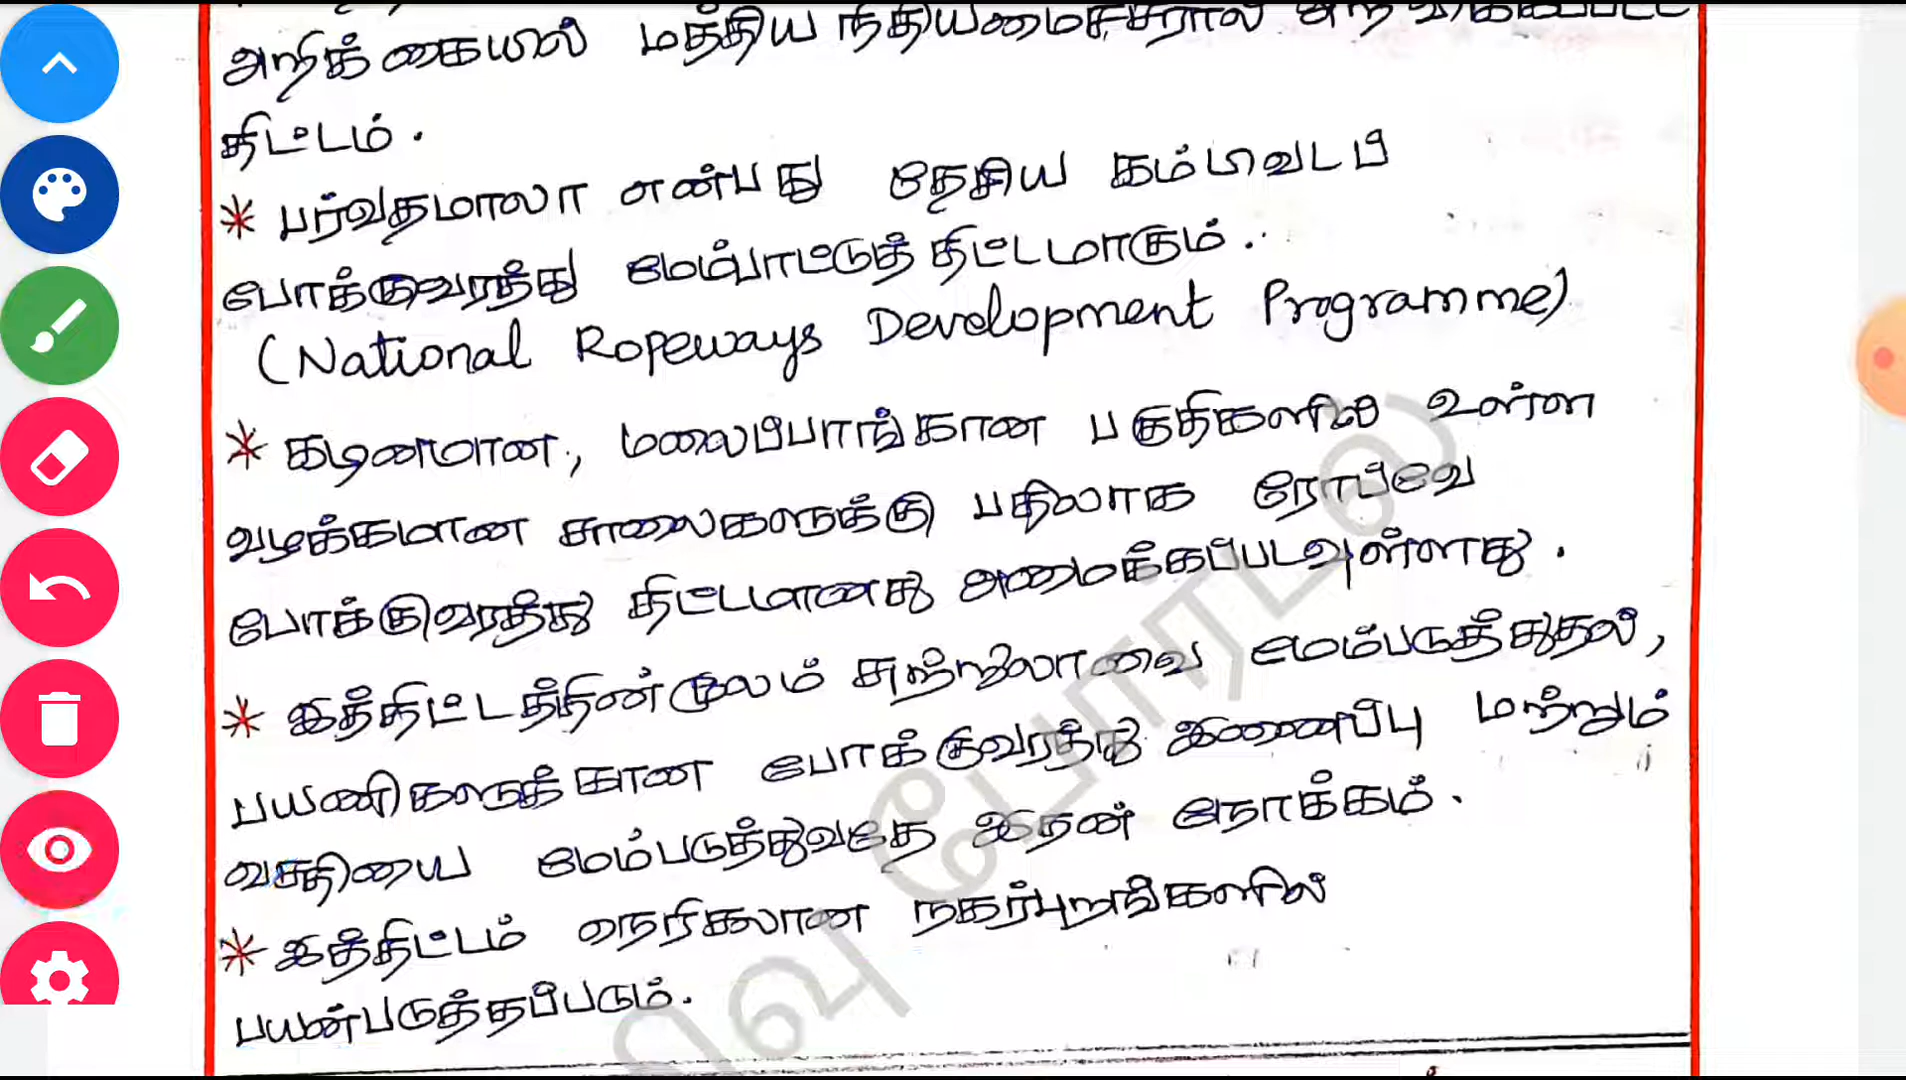 அறிக்கையில் மத்திய நிதியமைச்சரால் அறிவிக்கப்பட்ட
திட்டம்.
* பர்வதமாலா என்பது தேசிய கம்பிவடப்
போக்குவரத்து மேம்பாட்டுத் திட்டமாகும்.
(National Ropeways Development Programme)
* கடினமான, மலைப்பாங்கான பகுதிகளில் உள்ள
வழக்கமான சாலைகளுக்கு பதிலாக ரோப்வே
போக்குவரத்து திட்டமானது அமைக்கப்படவுள்ளது.
* இத்திட்டத்தின் மூலம் சுற்றுலாவை மேம்படுத்துதல்,
பயணிகளுக்கான போக்குவரத்து இணைப்பு மற்றும்
வசதியை மேம்படுத்துவதே இதன் நோக்கம்.
* இத்திட்டம் நெரிசலான நகர்புறங்களில்
பயன்படுத்தப்படும்.